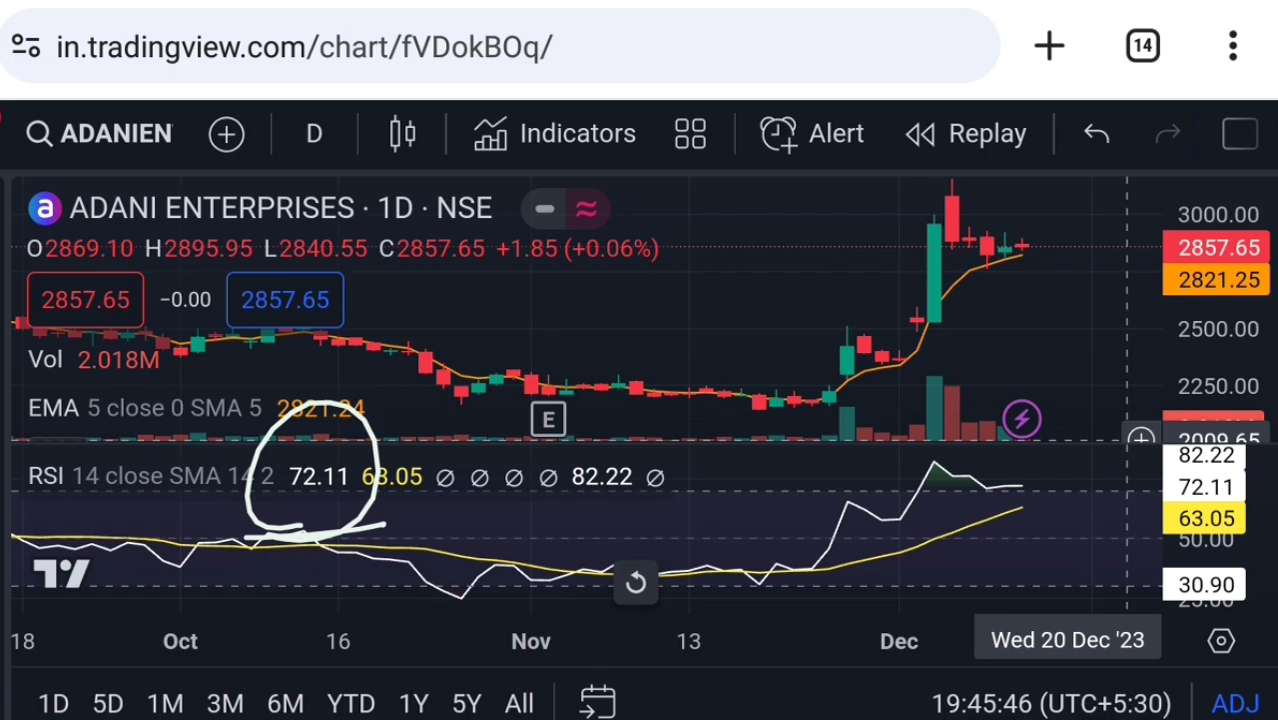 in.tradingview.com/chart/fVDokBOq/ 14
ADANIEN D Indicators Alert Replay
a ADANI ENTERPRISES · 1D · NSE
3000.00
O2869.10 H2895.95 L2840.55 C2857.65 +1.85 (+0.06%)
2857.65
2821.25
2857.65 −0.00 2857.65
2500.00
Vol 2.018M
2250.00
EMA 5 close 0 SMA 5 2821.24
E
2009.65
82.22
RSI 14 close SMA 14 2 72.11 63.05 ∅ ∅ ∅ ∅ 82.22 ∅
72.11
63.05
50.00
30.90
25.00
18 Oct 16 Nov 13 Dec Wed 20 Dec '23
1D 5D 1M 3M 6M YTD 1Y 5Y All 19:45:46 (UTC+5:30) ADJ